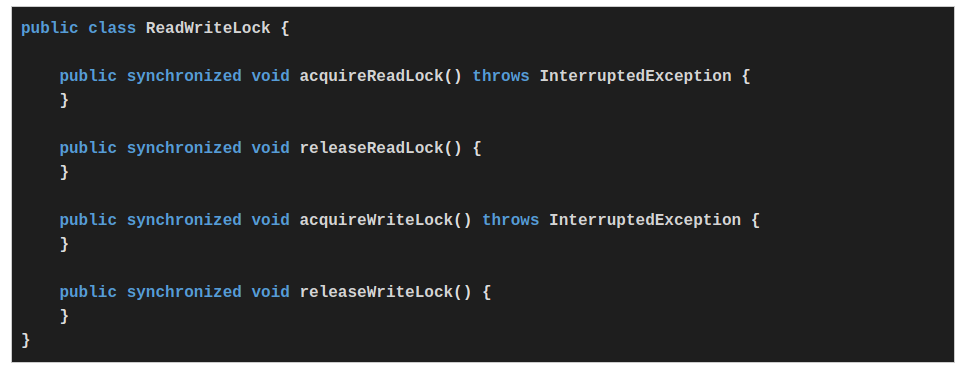 public class ReadWriteLock {
    public synchronized void acquireReadLock() throws InterruptedException {
    }
    public synchronized void releaseReadLock() {
    }
    public synchronized void acquireWriteLock() throws InterruptedException {
    }
    public synchronized void releaseWriteLock() {
    }
}